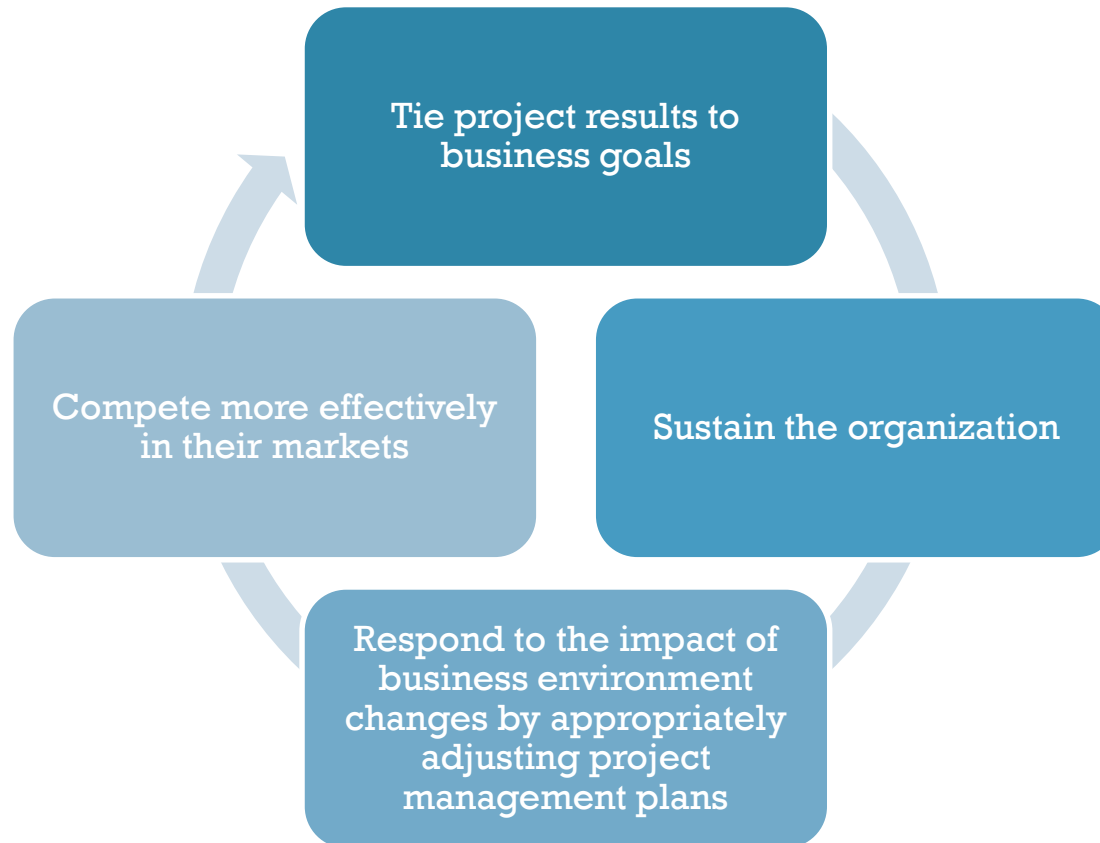 Tie project results to
business goals
Sustain the organization
Respond to the impact of
business environment
changes by appropriately
adjusting project
management plans
Compete more effectively
in their markets